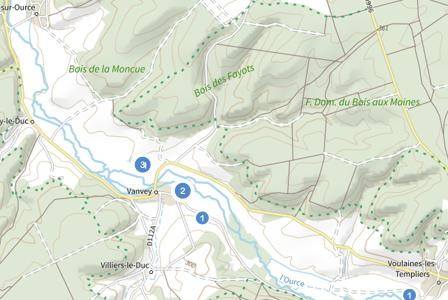 -sur-Ource
Bois de la Moncue
Bois des Fayots
F. Dom. du Bois aux Moines
361
y-le-Duc
3
Vanvey
2
1
D112A
Villiers-le-Duc
l'Ource
Voulaines-les-
Templiers
1